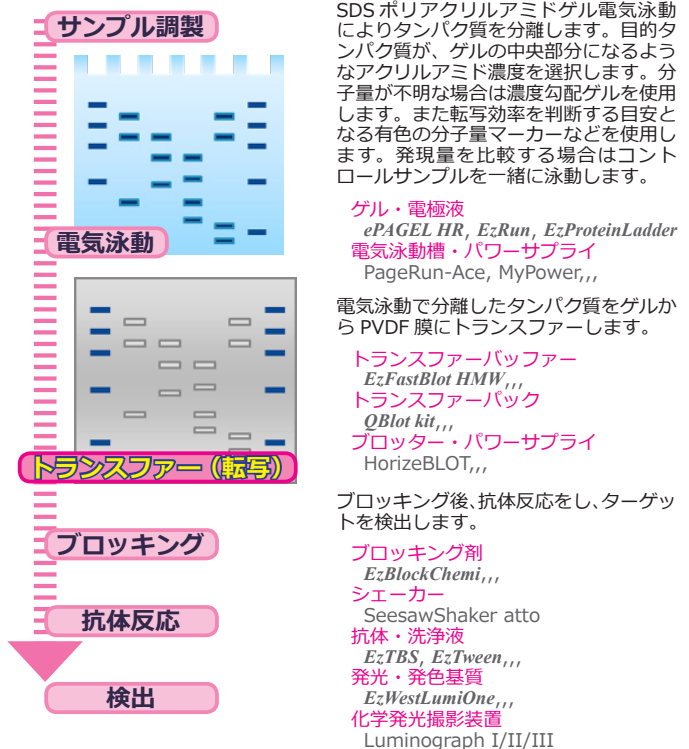 サンプル調製
電気泳動
トランスファー（転写）
ブロッキング
抗体反応
検出
SDS ポリアクリルアミドゲル電気泳動
によりタンパク質を分離します。目的タ
ンパク質が、ゲルの中央部分になるよう
なアクリルアミド濃度を選択します。分
子量が不明な場合は濃度勾配ゲルを使用
します。また転写効率を判断する目安と
なる有色の分子量マーカーなどを使用し
ます。発現量を比較する場合はコント
ロールサンプルを一緒に泳動します。
ゲル・電極液
ePAGEL HR, EzRun, EzProteinLadder
電気泳動槽・パワーサプライ
PageRun-Ace, MyPower,,,
電気泳動で分離したタンパク質をゲルか
ら PVDF 膜にトランスファーします。
トランスファーバッファー
EzFastBlot HMW,,,
トランスファーパック
QBlot kit,,,
ブロッター・パワーサプライ
HorizeBLOT,,,
ブロッキング後､抗体反応をし､ターゲッ
トを検出します。
ブロッキング剤
EzBlockChemi,,,
シェーカー
SeesawShaker atto
抗体・洗浄液
EzTBS, EzTween,,,
発光・発色基質
EzWestLumiOne,,,
化学発光撮影装置
Luminograph I/II/III